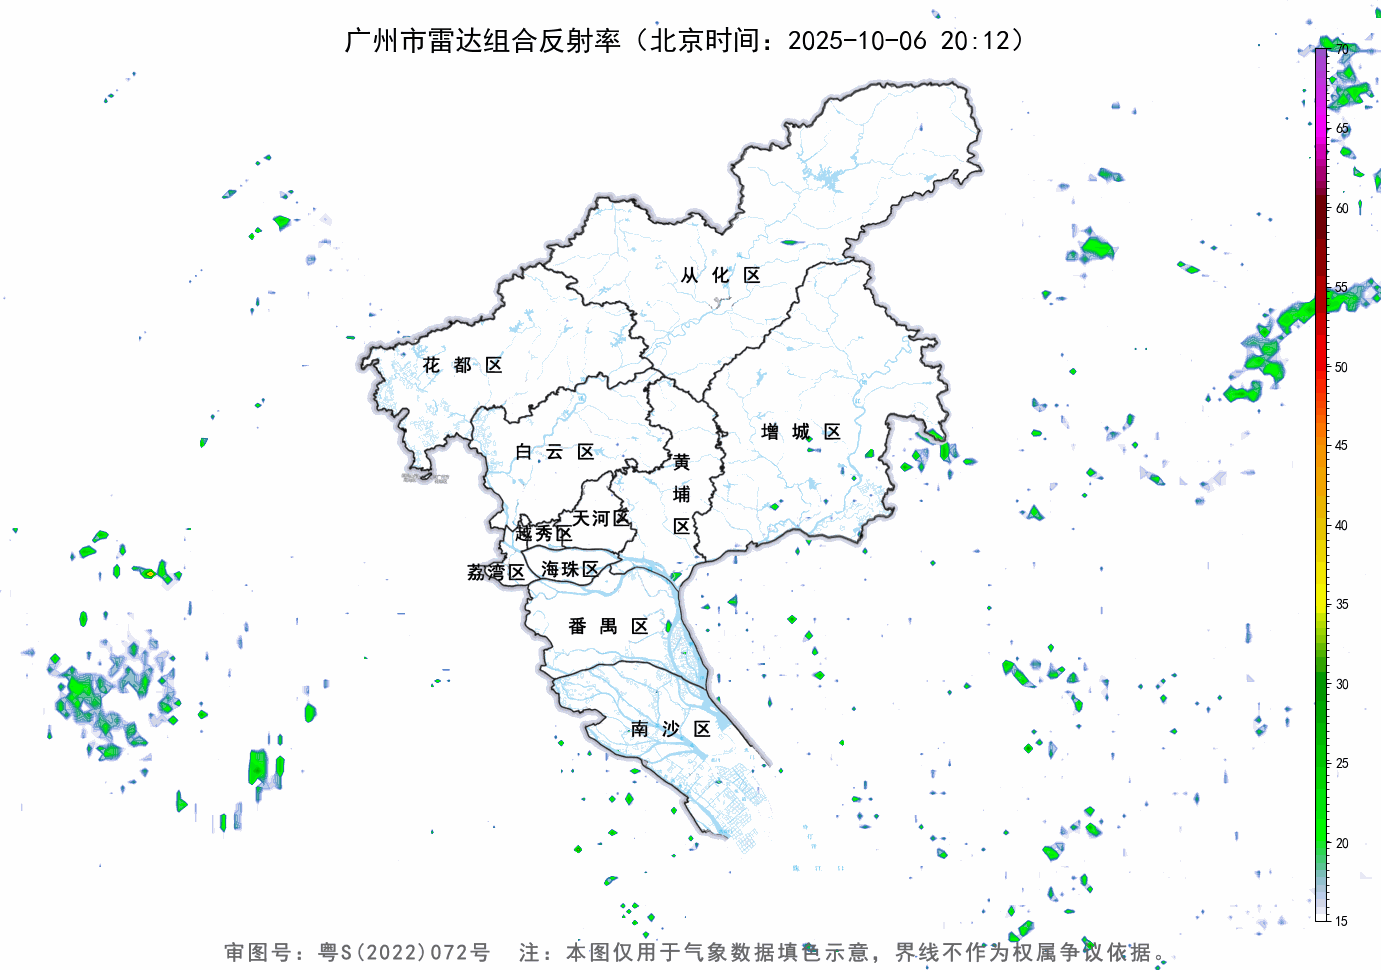 广州市雷达组合反射率（北京时间：2025-10-06 20:12）
70
65
60
55
50
45
40
35
30
25
20
15
从化区
花都区
增城区
白云区
黄埔区
天河区
越秀区
荔湾区
海珠区
番禺区
南沙区
审图号：粤S(2022)072号 注：本图仅用于气象数据填色示意，界线不作为权属争议依据。